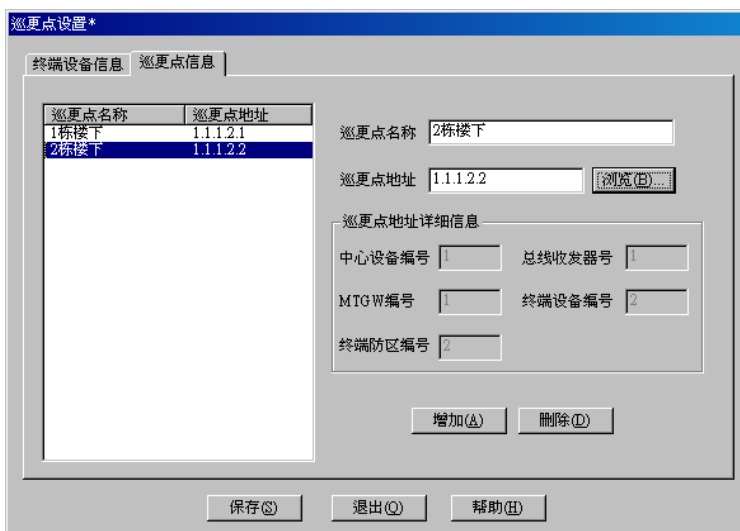 巡更点设置*
终端设备信息 巡更点信息
巡更点名称 巡更点地址
1栋楼下 1.1.1.2.1
2栋楼下 1.1.1.2.2
巡更点名称 2栋楼下
巡更点地址 1.1.1.2.2 浏览(B)...
巡更点地址详细信息
中心设备编号 1 总线收发器号 1
MTGW编号 1 终端设备编号 2
终端防区编号 2
增加(A) 删除(D)
保存(S) 退出(Q) 帮助(H)